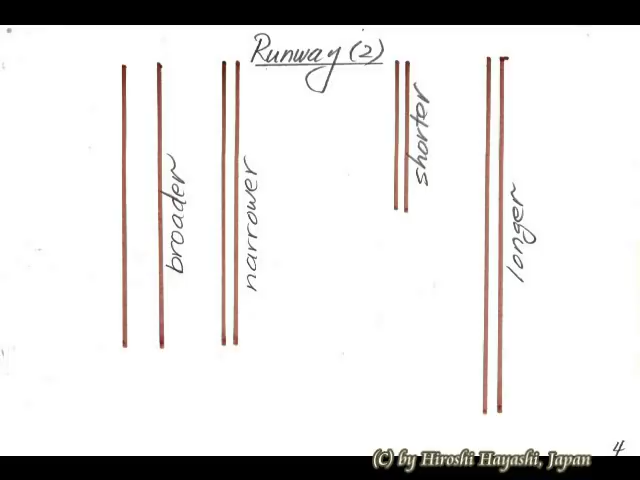 Runway (2)
broader
narrower
shorter
longer
4
(C) by Hiroshi Hayashi, Japan